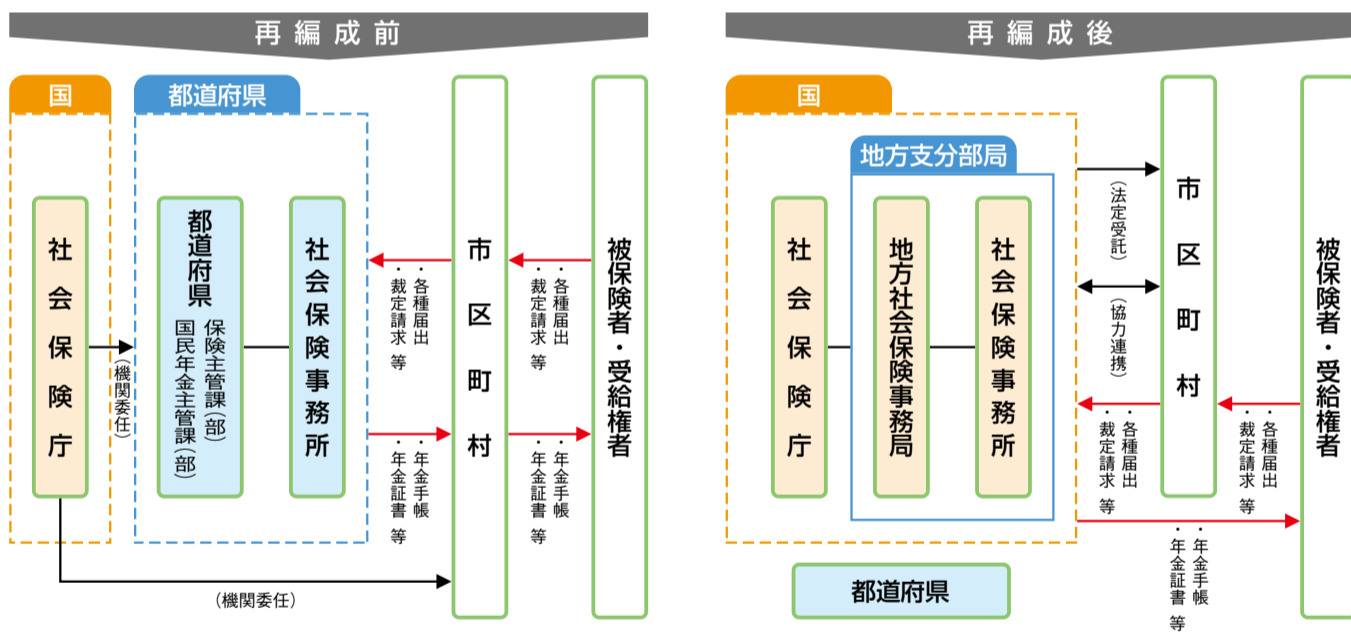 再編成前
国
都道府県
社会保険庁
(機関委任)
都道府県
保険主管課(部)
国民年金主管課(部)
社会保険事務所
・各種届出
・裁定請求 等
・年金手帳
・年金証書 等
市区町村
・各種届出
・裁定請求 等
・年金手帳
・年金証書 等
被保険者・受給権者
(機関委任)
再編成後
国
地方支分部局
社会保険庁
地方社会保険事務局
社会保険事務所
(法定受託)
(協力連携)
・各種届出
・裁定請求 等
市区町村
・各種届出
・裁定請求 等
・年金手帳
・年金証書 等
被保険者・受給権者
都道府県